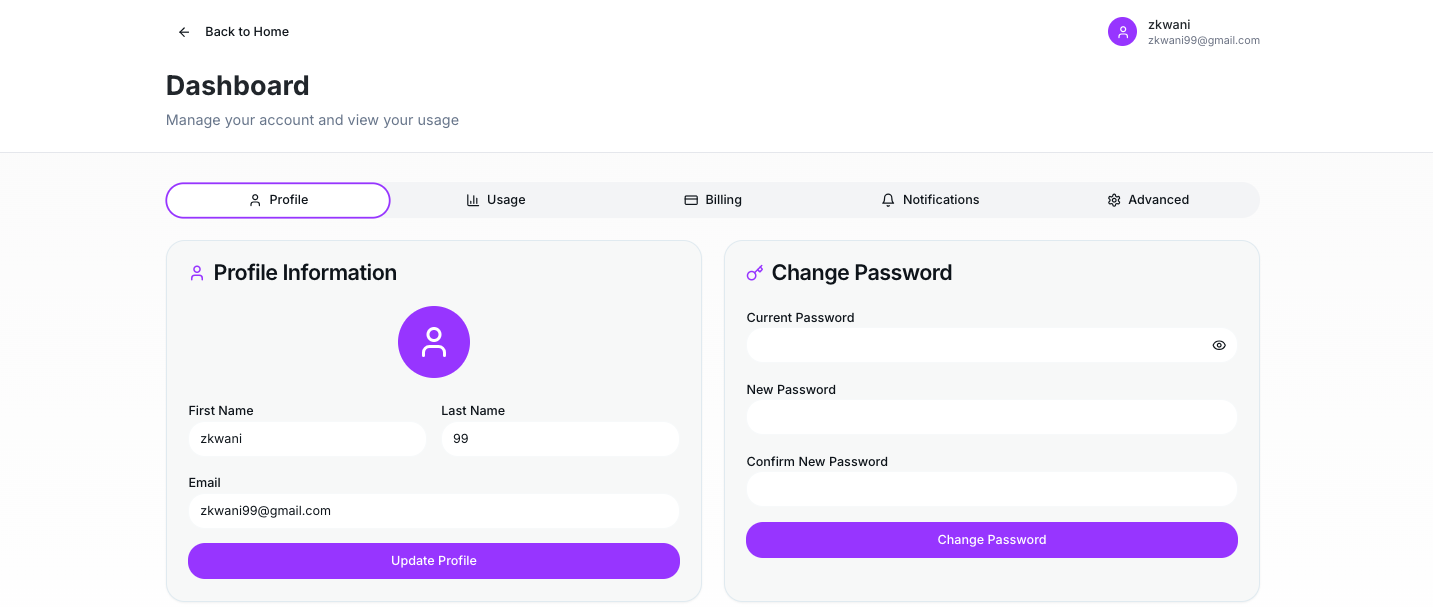 Back to Home
zkwani
zkwani99@gmail.com
Dashboard
Manage your account and view your usage
Profile
Usage
Billing
Notifications
Advanced
Profile Information
First Name
Last Name
zkwani
99
Email
zkwani99@gmail.com
Update Profile
Change Password
Current Password
New Password
Confirm New Password
Change Password